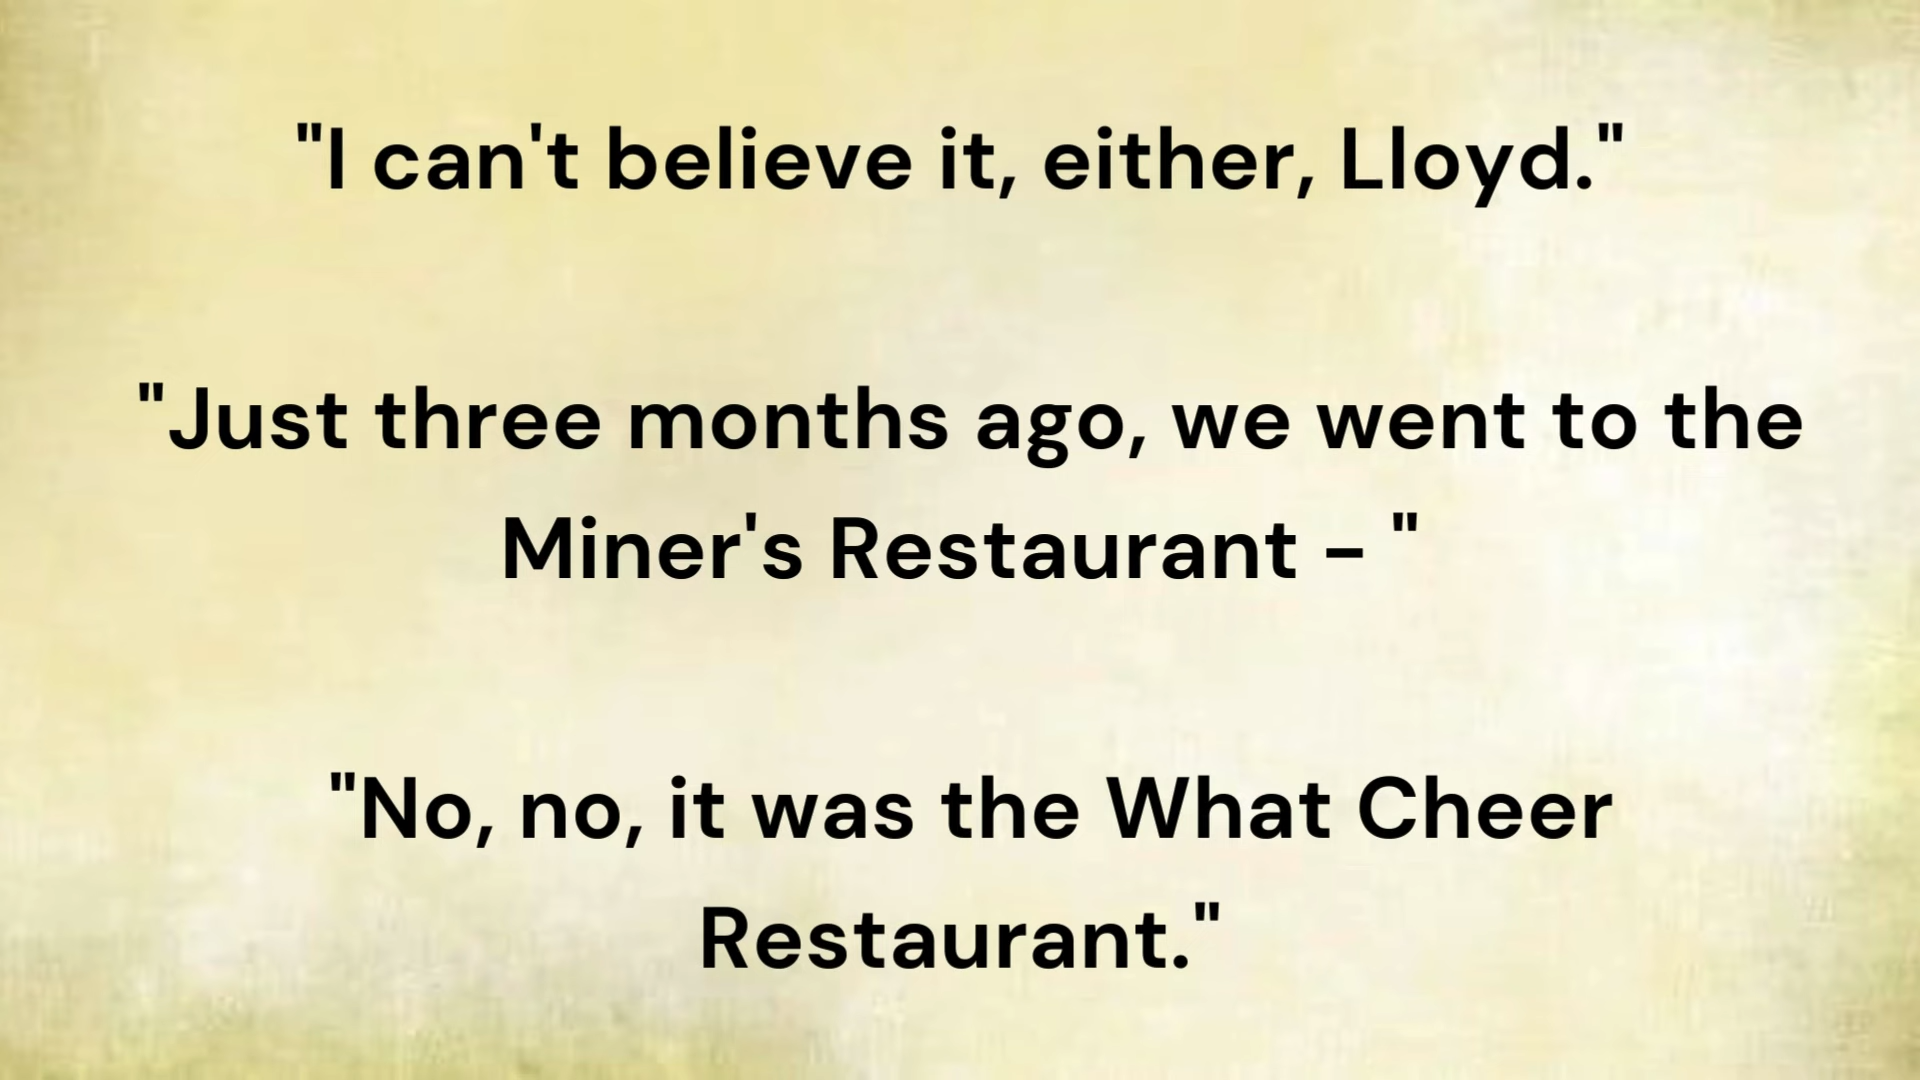 "I can't believe it, either, Lloyd."
"Just three months ago, we went to the
Miner's Restaurant – "
"No, no, it was the What Cheer
Restaurant."